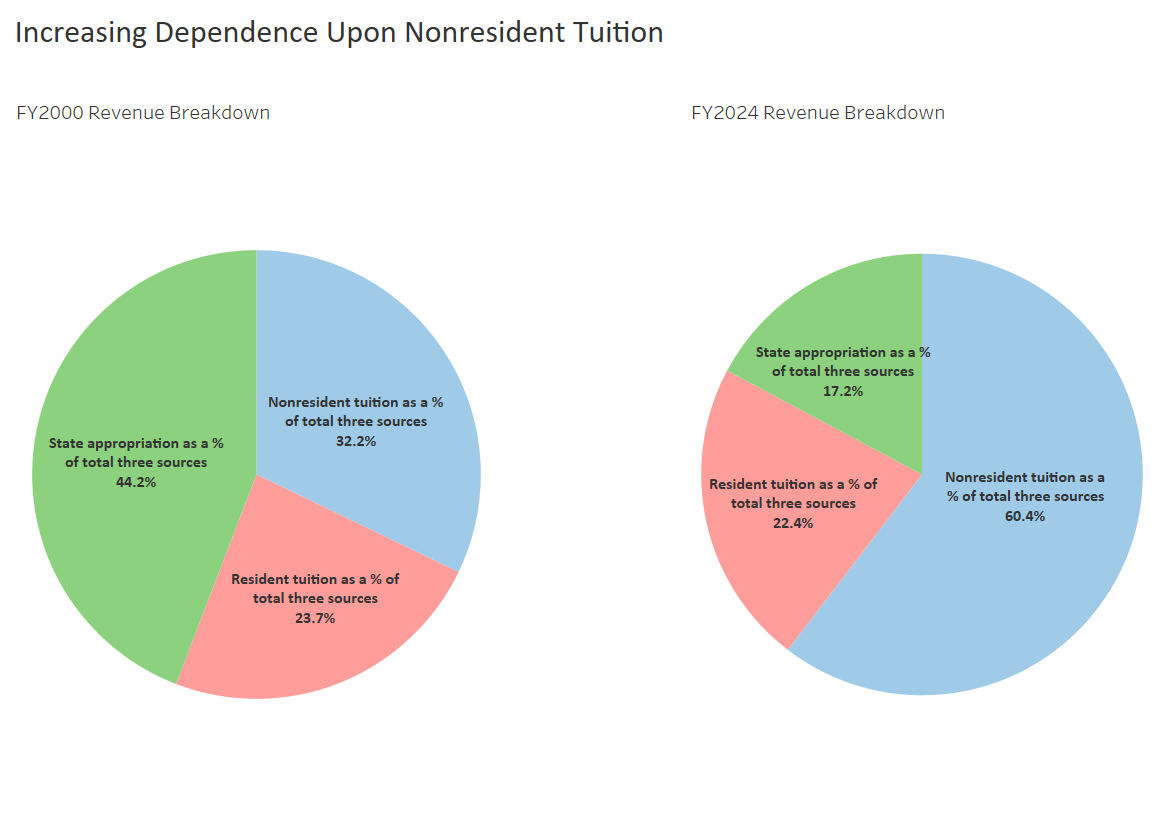 Increasing Dependence Upon Nonresident Tuition
FY2000 Revenue Breakdown
Nonresident tuition as a %
of total three sources
32.2%
State appropriation as a %
of total three sources
44.2%
Resident tuition as a % of
total three sources
23.7%
FY2024 Revenue Breakdown
State appropriation as a %
of total three sources
17.2%
Resident tuition as a % of
total three sources
22.4%
Nonresident tuition as a
% of total three sources
60.4%